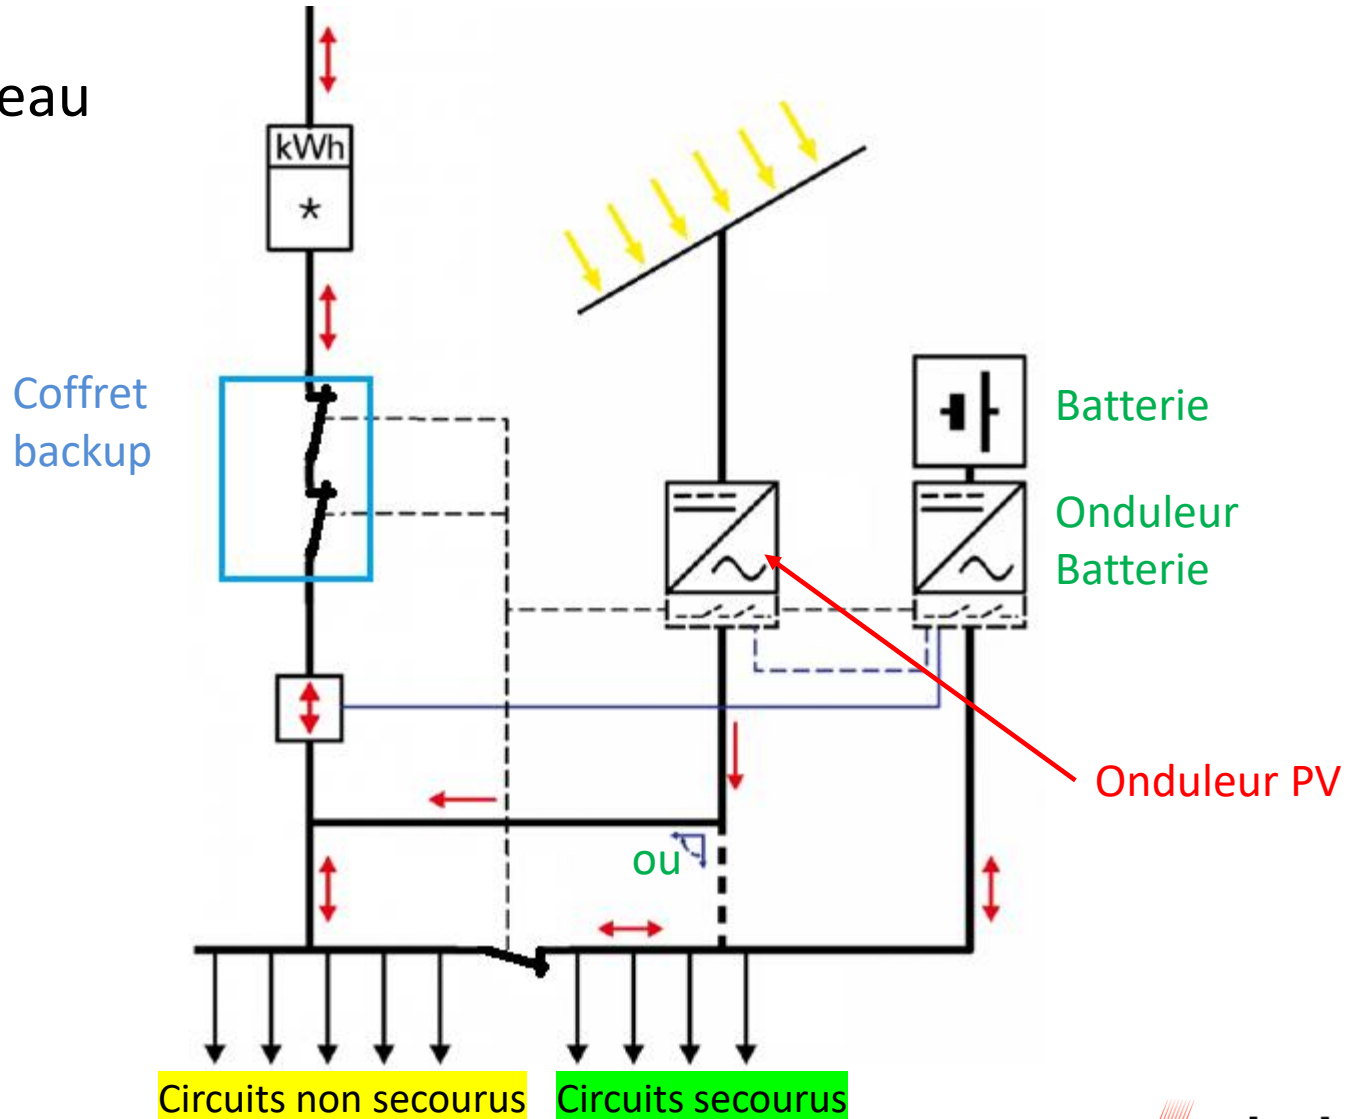 eau
kWh
*
Coffret
backup
Batterie
Onduleur
Batterie
Onduleur PV
ou
Circuits non secourus
Circuits secourus